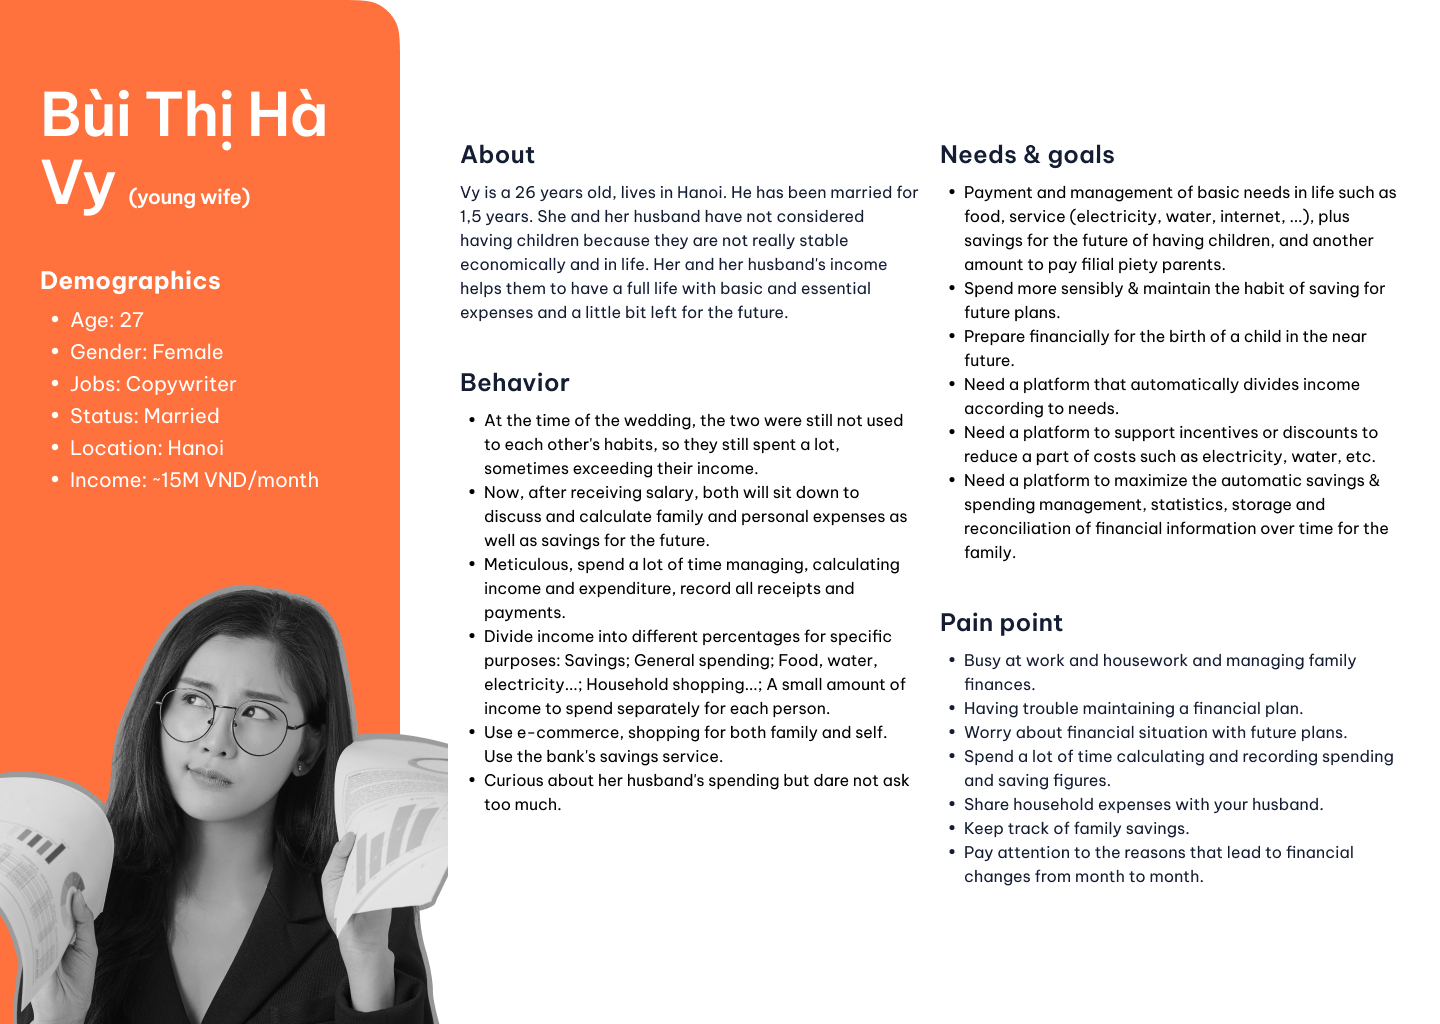 Bùi Thị Hà
Vy (young wife)
Demographics
• Age: 27
• Gender: Female
• Jobs: Copywriter
• Status: Married
• Location: Hanoi
• Income: ~15M VND/month
About
Vy is a 26 years old, lives in Hanoi. He has been married for
1,5 years. She and her husband have not considered
having children because they are not really stable
economically and in life. Her and her husband's income
helps them to have a full life with basic and essential
expenses and a little bit left for the future.
Behavior
• At the time of the wedding, the two were still not used
to each other's habits, so they still spent a lot,
sometimes exceeding their income.
• Now, after receiving salary, both will sit down to
discuss and calculate family and personal expenses as
well as savings for the future.
• Meticulous, spend a lot of time managing, calculating
income and expenditure, record all receipts and
payments.
• Divide income into different percentages for specific
purposes: Savings; General spending; Food, water,
electricity...; Household shopping...; A small amount of
income to spend separately for each person.
• Use e-commerce, shopping for both family and self.
Use the bank's savings service.
• Curious about her husband's spending but dare not ask
too much.
Needs & goals
• Payment and management of basic needs in life such as
food, service (electricity, water, internet, ...), plus
savings for the future of having children, and another
amount to pay filial piety parents.
• Spend more sensibly & maintain the habit of saving for
future plans.
• Prepare financially for the birth of a child in the near
future.
• Need a platform that automatically divides income
according to needs.
• Need a platform to support incentives or discounts to
reduce a part of costs such as electricity, water, etc.
• Need a platform to maximize the automatic savings &
spending management, statistics, storage and
reconciliation of financial information over time for the
family.
Pain point
• Busy at work and housework and managing family
finances.
• Having trouble maintaining a financial plan.
• Worry about financial situation with future plans.
• Spend a lot of time calculating and recording spending
and saving figures.
• Share household expenses with your husband.
• Keep track of family savings.
• Pay attention to the reasons that lead to financial
changes from month to month.